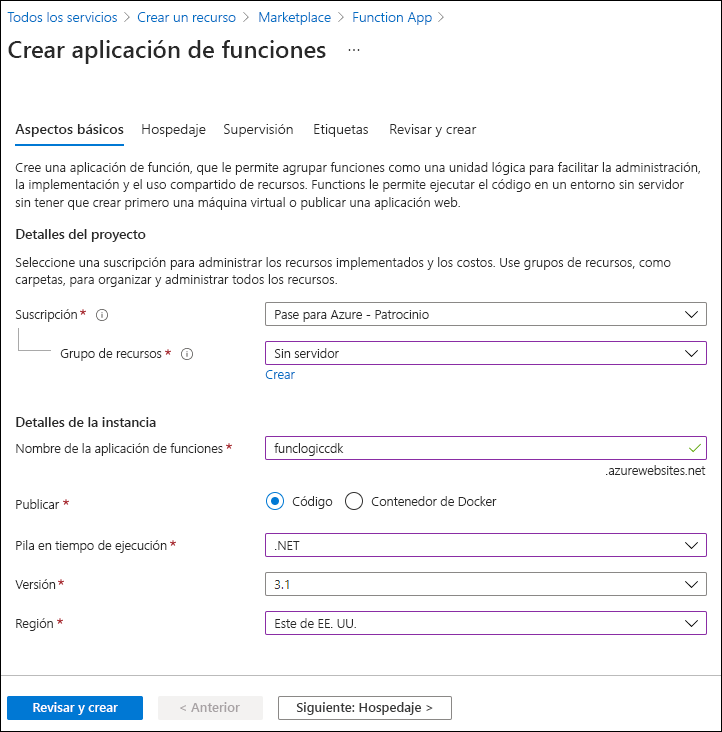 Todos los servicios > Crear un recurso > Marketplace > Function App >
Crear aplicación de funciones ...
Aspectos básicos Hospedaje Supervisión Etiquetas Revisar y crear
Cree una aplicación de función, que le permite agrupar funciones como una unidad lógica para facilitar la administración,
la implementación y el uso compartido de recursos. Functions le permite ejecutar el código en un entorno sin servidor
sin tener que crear primero una máquina virtual o publicar una aplicación web.
Detalles del proyecto
Seleccione una suscripción para administrar los recursos implementados y los costos. Use grupos de recursos, como
carpetas, para organizar y administrar todos los recursos.
Suscripción * Pase para Azure - Patrocinio
Grupo de recursos * Sin servidor
Crear
Detalles de la instancia
Nombre de la aplicación de funciones * funclogiccdk
.azurewebsites.net
Publicar * Código Contenedor de Docker
Pila en tiempo de ejecución * .NET
Versión * 3.1
Región * Este de EE. UU.
Revisar y crear < Anterior Siguiente: Hospedaje >